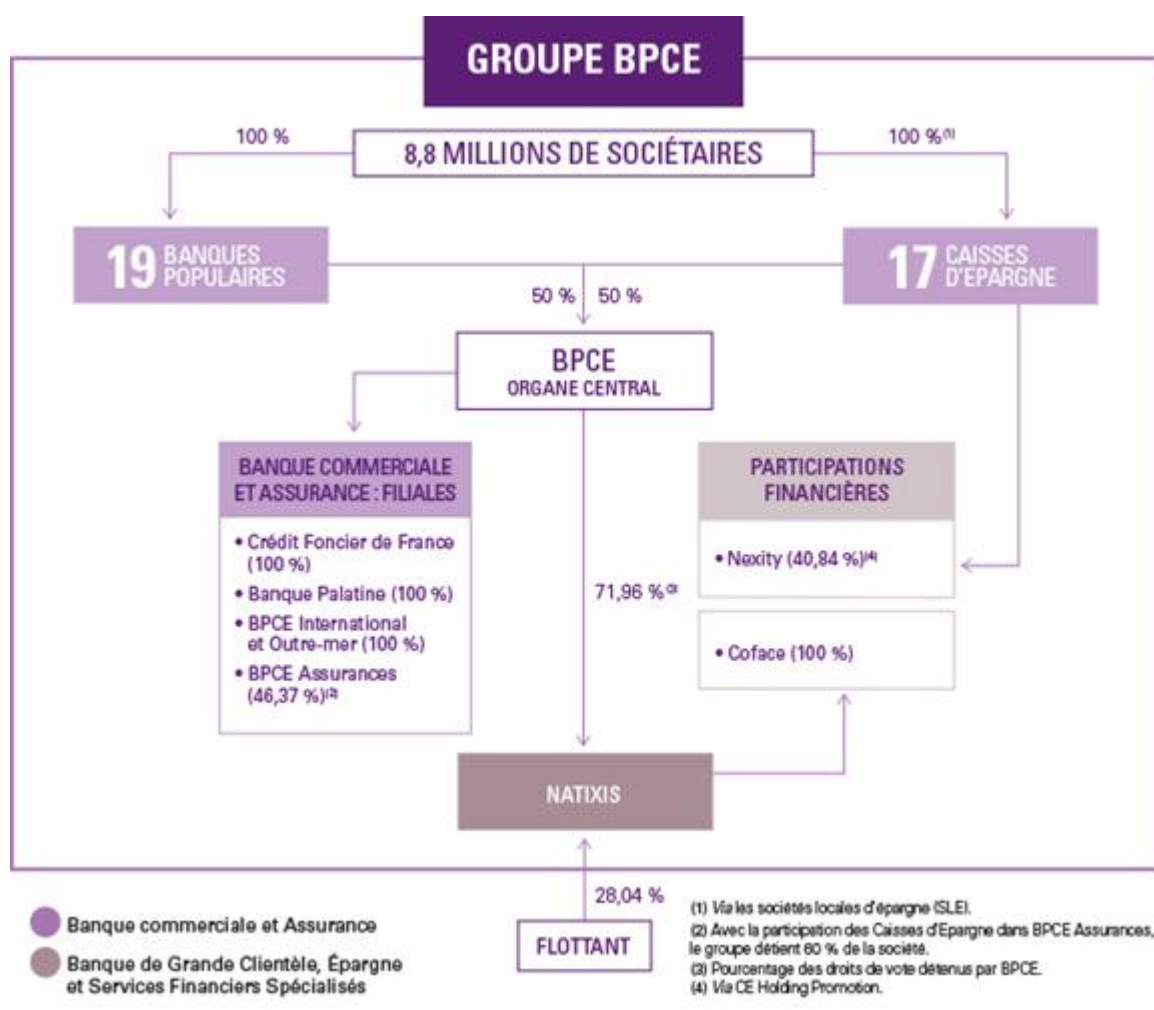 GROUPE BPCE
100 %
8,8 MILLIONS DE SOCIÉTAIRES
100 %(1)
19 BANQUES
POPULAIRES
17 CAISSES
D'EPARGNE
50 % 50 %
BPCE
ORGANE CENTRAL
BANQUE COMMERCIALE
ET ASSURANCE : FILIALES
• Crédit Foncier de France
(100 %)
• Banque Palatine (100 %)
• BPCE International
et Outre-mer (100 %)
• BPCE Assurances
(46,37 %)(2)
PARTICIPATIONS
FINANCIÈRES
• Nexity (40,84 %)(4)
71,96 %(3)
• Coface (100 %)
NATIXIS
28,04 %
FLOTTANT
Banque commerciale et Assurance
Banque de Grande Clientèle, Épargne
et Services Financiers Spécialisés
(1) Via les sociétés locales d'épargne (SLE).
(2) Avec la participation des Caisses d'Epargne dans BPCE Assurances,
le groupe détient 60 % de la société.
(3) Pourcentage des droits de vote détenus par BPCE.
(4) Via CE Holding Promotion.